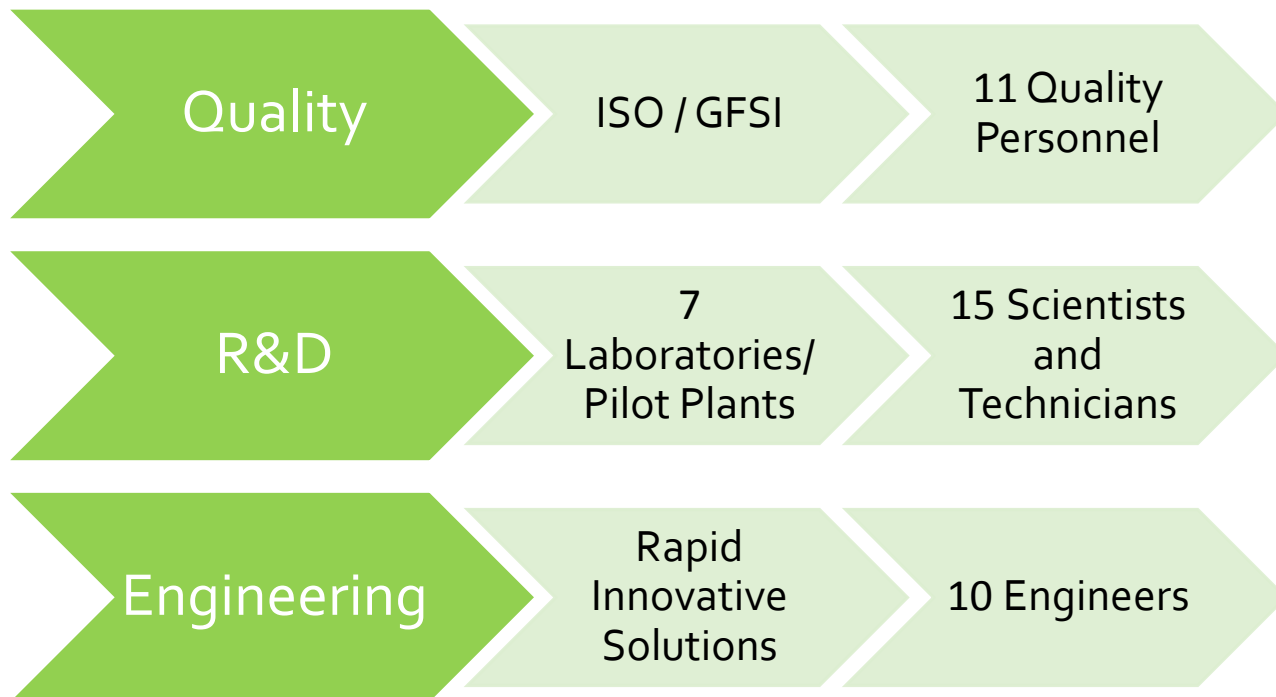 Quality
ISO / GFSI
11 Quality
Personnel
R&D
7
Laboratories/
Pilot Plants
15 Scientists
and
Technicians
Engineering
Rapid
Innovative
Solutions
10 Engineers